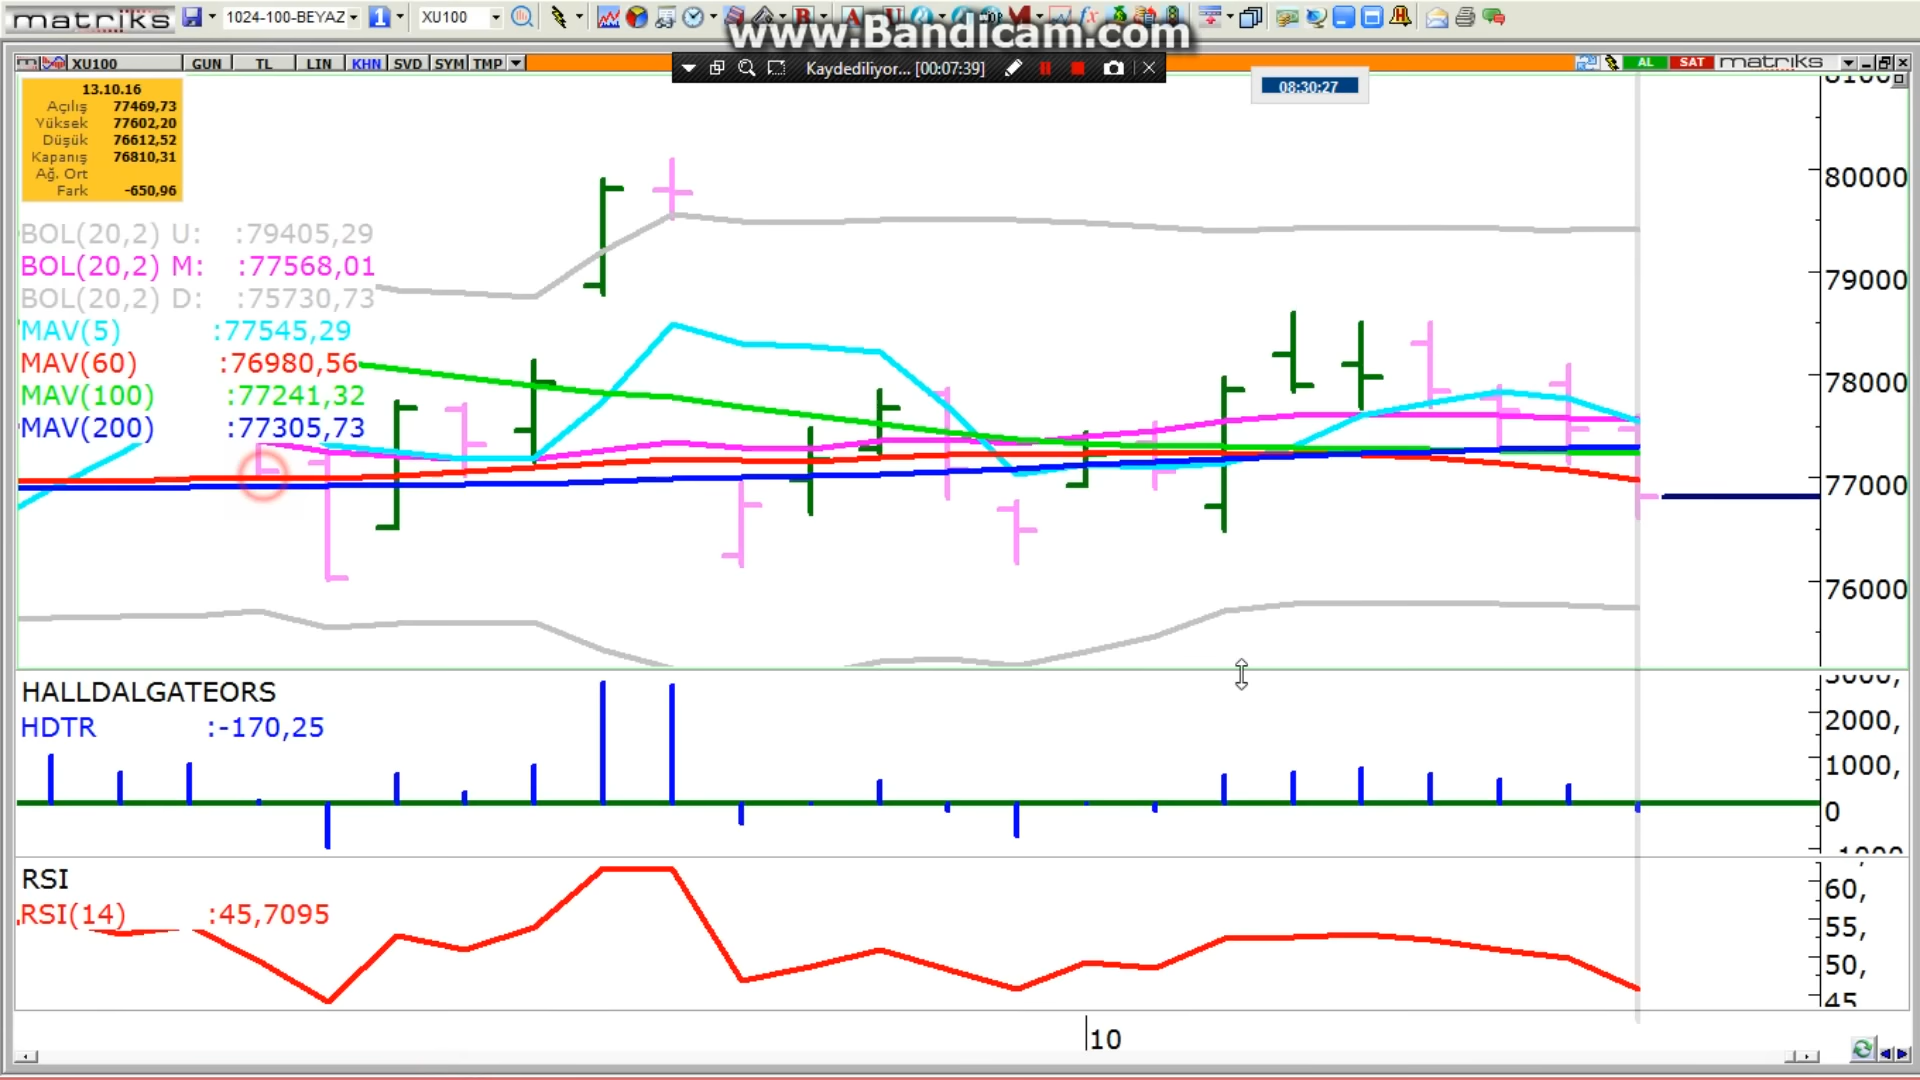 matriks
1024-100-BEYAZ
1
XU100
www.Bandicam.com
XU100
GUN
TL
LIN
KHN
SVD
SYM
TMP
Kaydediliyor... [00:07:39]
AL
SAT
matriks
08:30:27
13.10.16
Açılış 77469,73
Yüksek 77602,20
Düşük 76612,52
Kapanış 76810,31
Ağ. Ort
Fark -650,96
BOL(20,2) U: :79405,29
BOL(20,2) M: :77568,01
BOL(20,2) D: :75730,73
MAV(5) :77545,29
MAV(60) :76980,56
MAV(100) :77241,32
MAV(200) :77305,73
80000
79000
78000
77000
76000
HALLDALGATEORS
HDTR :-170,25
2000,
1000,
0
RSI
RSI(14) :45,7095
60,
55,
50,
45
10